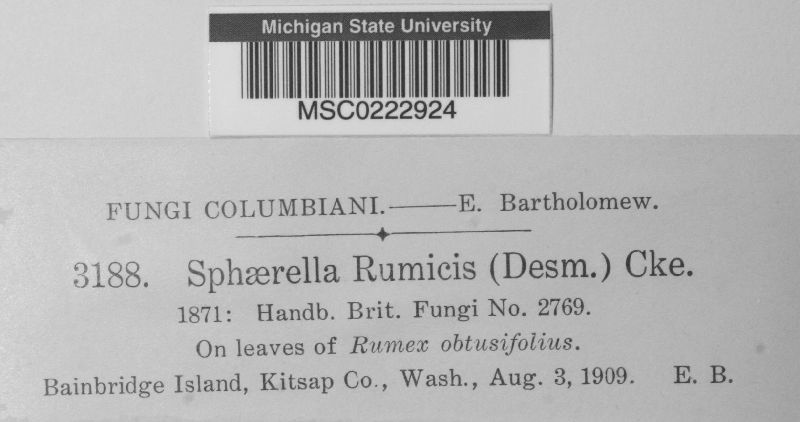 Michigan State University
MSC0222924
FUNGI COLUMBIANI.——E. Bartholomew.
3188. Sphærella Rumicis (Desm.) Cke.
1871: Handb. Brit. Fungi No. 2769.
On leaves of Rumex obtusifolius.
Bainbridge Island, Kitsap Co., Wash., Aug. 3, 1909. E. B.